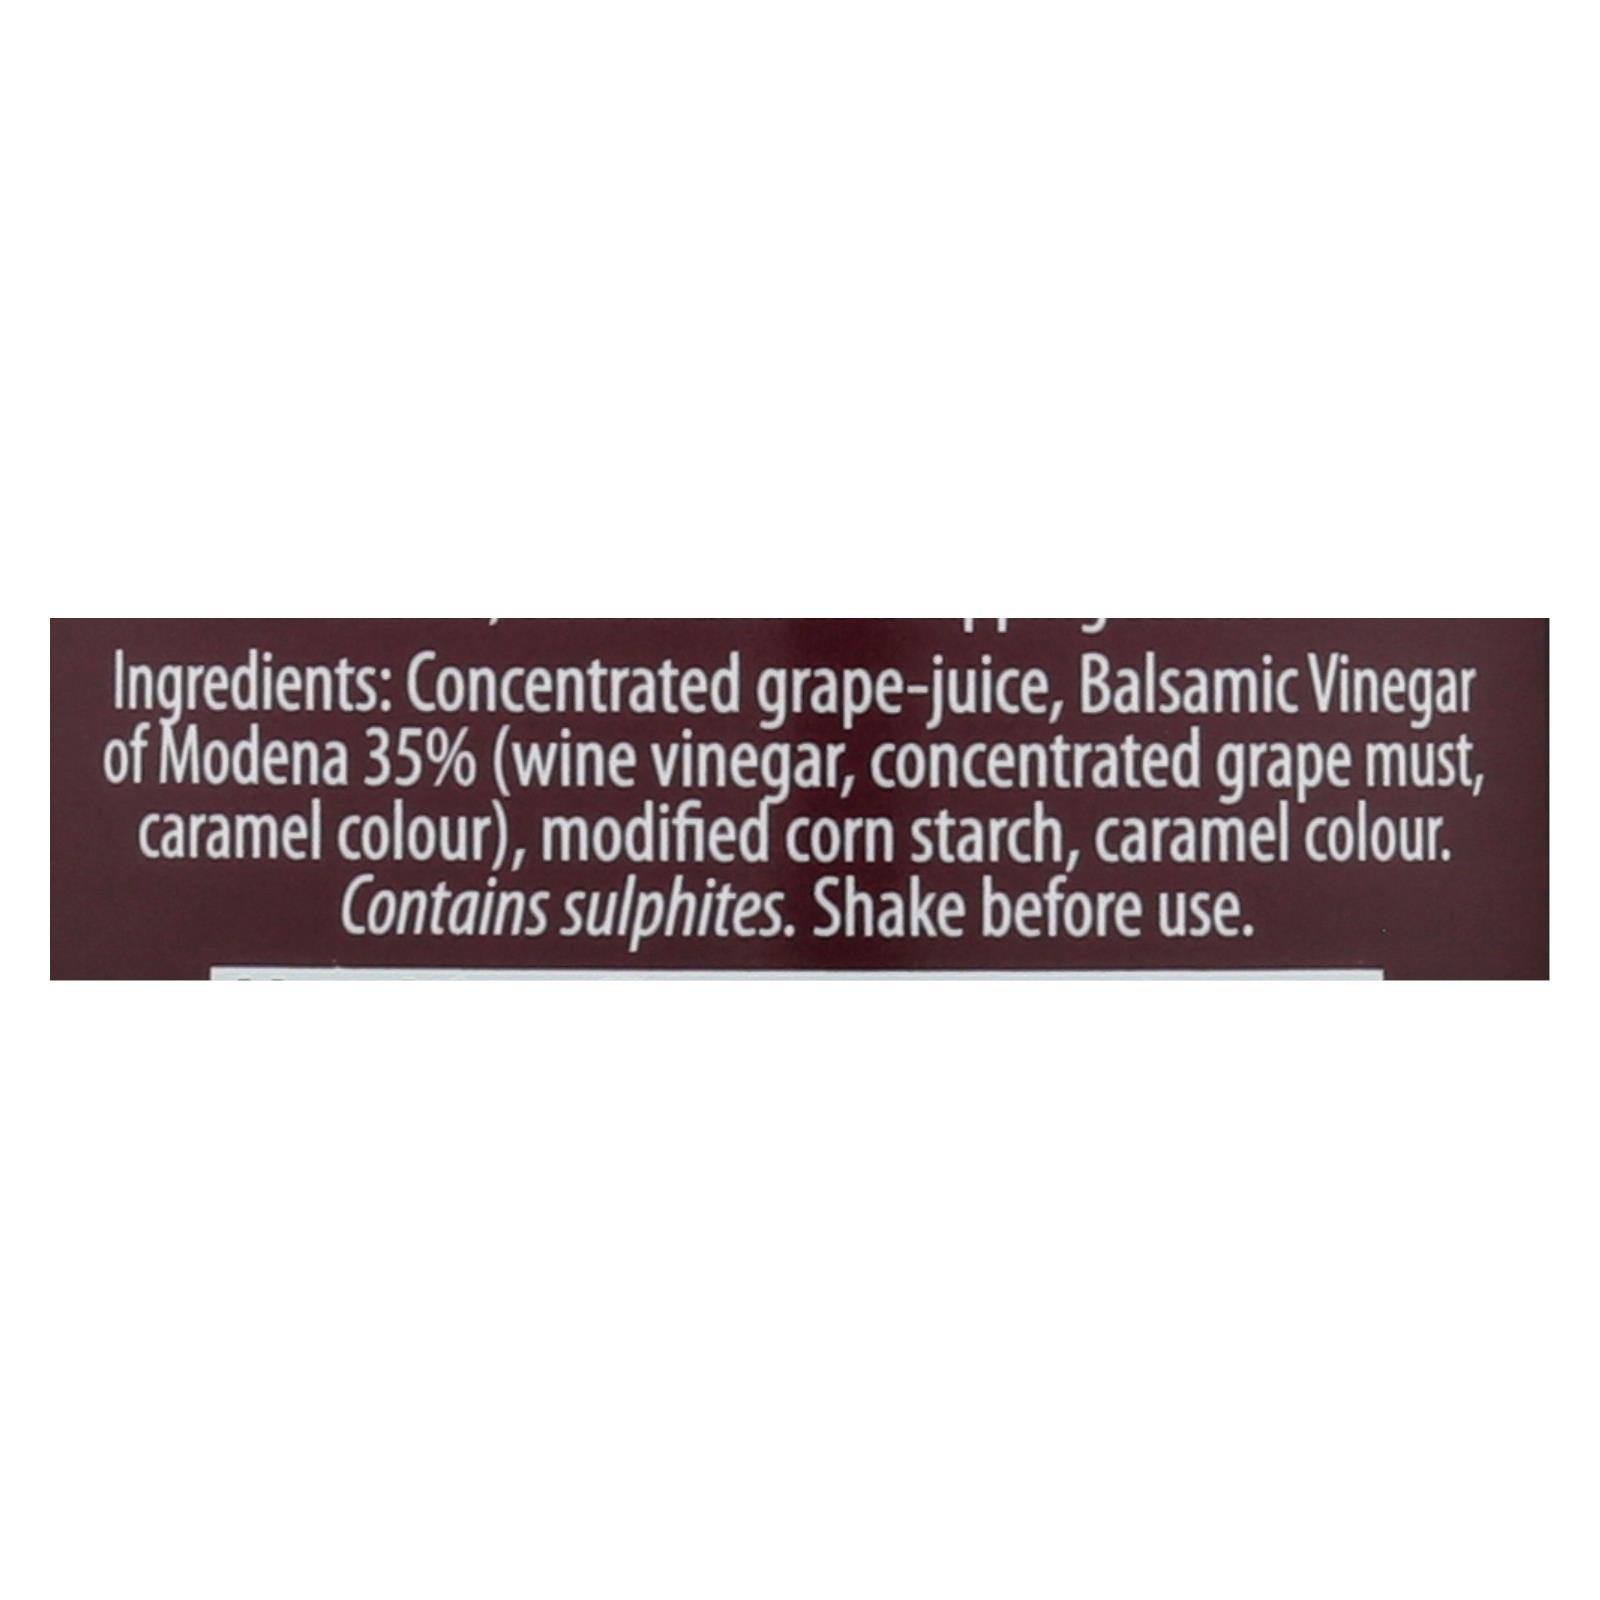 Ingredients: Concentrated grape-juice, Balsamic Vinegar
of Modena 35% (wine vinegar, concentrated grape must,
caramel colour), modified corn starch, caramel colour.
Contains sulphites. Shake before use.